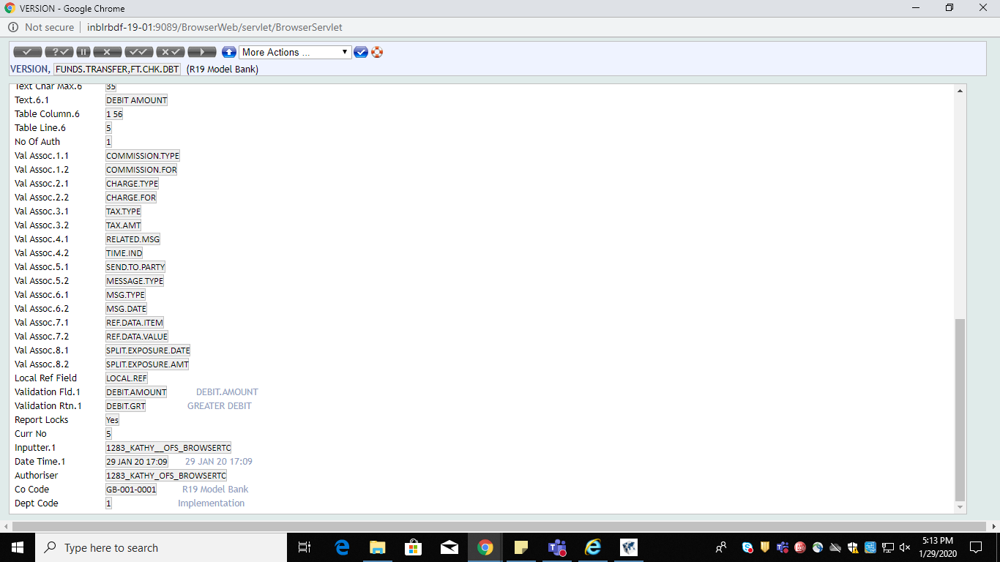 VERSION - Google Chrome
Not secure | inblrbdf-19-01:9089/BrowserWeb/servlet/BrowserServlet
More Actions ...
VERSION, FUNDS.TRANSFER,FT.CHK.DBT (R19 Model Bank)
Text Char Max.6 35
Text.6.1 DEBIT AMOUNT
Table Column.6 1 56
Table Line.6 5
No Of Auth 1
Val Assoc.1.1 COMMISSION.TYPE
Val Assoc.1.2 COMMISSION.FOR
Val Assoc.2.1 CHARGE.TYPE
Val Assoc.2.2 CHARGE.FOR
Val Assoc.3.1 TAX.TYPE
Val Assoc.3.2 TAX.AMT
Val Assoc.4.1 RELATED.MSG
Val Assoc.4.2 TIME.IND
Val Assoc.5.1 SEND.TO.PARTY
Val Assoc.5.2 MESSAGE.TYPE
Val Assoc.6.1 MSG.TYPE
Val Assoc.6.2 MSG.DATE
Val Assoc.7.1 REF.DATA.ITEM
Val Assoc.7.2 REF.DATA.VALUE
Val Assoc.8.1 SPLIT.EXPOSURE.DATE
Val Assoc.8.2 SPLIT.EXPOSURE.AMT
Local Ref Field LOCAL.REF
Validation Fld.1 DEBIT.AMOUNT DEBIT.AMOUNT
Validation Rtn.1 DEBIT.GRT GREATER DEBIT
Report Locks Yes
Curr No 5
Inputter.1 1283_KATHY__OFS_BROWSERTC
Date Time.1 29 JAN 20 17:09 29 JAN 20 17:09
Authoriser 1283_KATHY_OFS_BROWSERTC
Co Code GB-001-0001 R19 Model Bank
Dept Code 1 Implementation
Type here to search
5:13 PM
1/29/2020